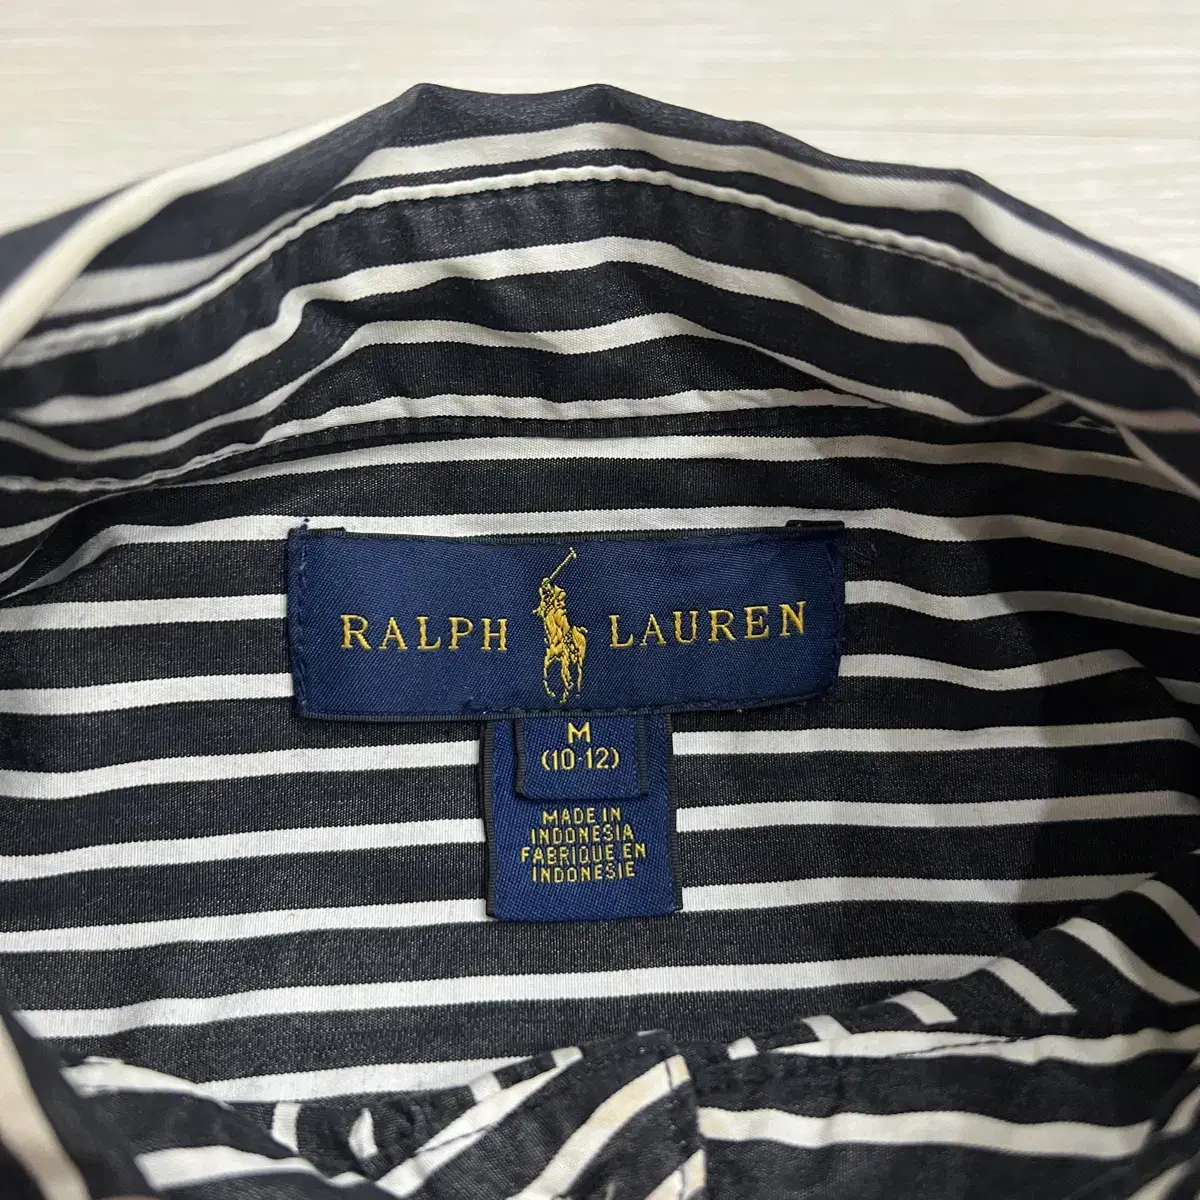 RALPH LAUREN
M
(10-12)
MADE IN
INDONESIA
FABRIQUE EN
INDONESIE